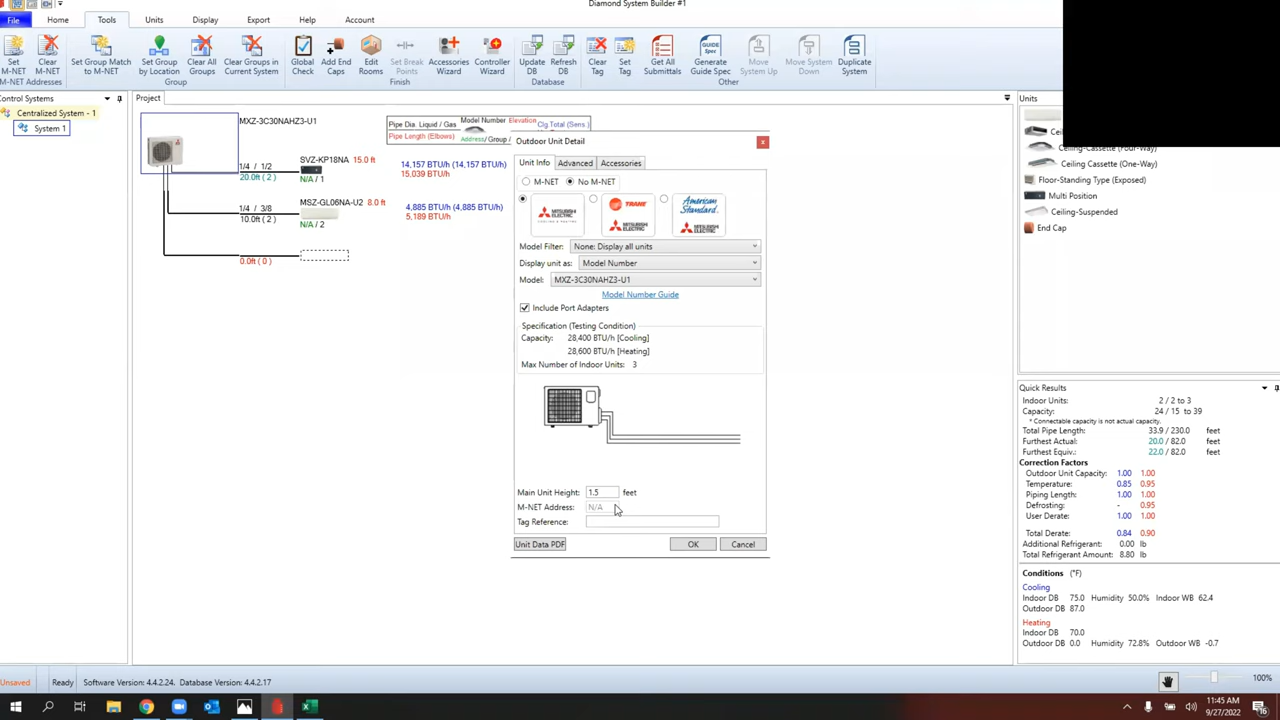 Diamond System Builder #1
File Home Tools Units Display Export Help Account
Set M-NET
Clear M-NET
Set Group Match to M-NET
Set Group by Location
Clear All Groups
Clear Groups in Current System
Global Check
Add End Caps
Edit Rooms
Set Break Points
Accessories Wizard
Controller Wizard
Update DB
Refresh DB
Clear Tag
Set Tag
Get All Submittals
GUIDE Spec
Generate Guide Spec
Move System Up
Move System Down
Duplicate System
M-NET Addresses Group Finish Database Other
Control Systems
Centralized System - 1
System 1
Project
MXZ-3C30NAHZ3-U1
Pipe Dia. Liquid / Gas Model Number Elevation Clg Total (Sens.)
Pipe Length (Elbows) Address/ Group /
SVZ-KP18NA 15.0 ft
1/4 / 1/2
20.0ft ( 2 )
N/A / 1
14,157 BTU/h (14,157 BTU/h)
15,039 BTU/h
MSZ-GL06NA-U2 8.0 ft
1/4 / 3/8
10.0ft ( 2 )
N/A / 2
4,885 BTU/h (4,885 BTU/h)
5,189 BTU/h
0.0ft ( 0 )
Outdoor Unit Detail
x
Unit Info Advanced Accessories
M-NET No M-NET
MITSUBISHI ELECTRIC
COOLING & HEATING
TRANE
MITSUBISHI ELECTRIC
American Standard
MITSUBISHI ELECTRIC
Model Filter: None: Display all units
Display unit as: Model Number
Model: MXZ-3C30NAHZ3-U1
Model Number Guide
Include Port Adapters
Specification (Testing Condition)
Capacity: 28,400 BTU/h [Cooling]
28,600 BTU/h [Heating]
Max Number of Indoor Units: 3
Main Unit Height: 1.5 feet
M-NET Address: N/A
Tag Reference:
Unit Data PDF OK Cancel
Units
Ceiling Cassette (Four-Way)
Ceiling Cassette (One-Way)
Floor-Standing Type (Exposed)
Multi Position
Ceiling-Suspended
End Cap
Quick Results
Indoor Units: 2 / 2 to 3
Capacity: 24 / 15 to 39
* Connectable capacity is not actual capacity.
Total Pipe Length: 33.9 / 230.0 feet
Furthest Actual: 20.0 / 82.0 feet
Furthest Equiv.: 22.0 / 82.0 feet
Correction Factors
Outdoor Unit Capacity: 1.00 1.00
Temperature: 0.85 0.95
Piping Length: 1.00 1.00
Defrosting: - 0.95
User Derate: 1.00 1.00
Total Derate: 0.84 0.90
Additional Refrigerant: 0.00 lb
Total Refrigerant Amount: 8.80 lb
Conditions (°F)
Cooling
Indoor DB 75.0 Humidity 50.0% Indoor WB 62.4
Outdoor DB 87.0
Heating
Indoor DB 70.0
Outdoor DB 0.0 Humidity 72.8% Outdoor WB -0.7
Unsaved. Ready Software Version: 4.4.2.24. Database Version: 4.4.2.17 100%
11:45 AM
9/27/2022
16